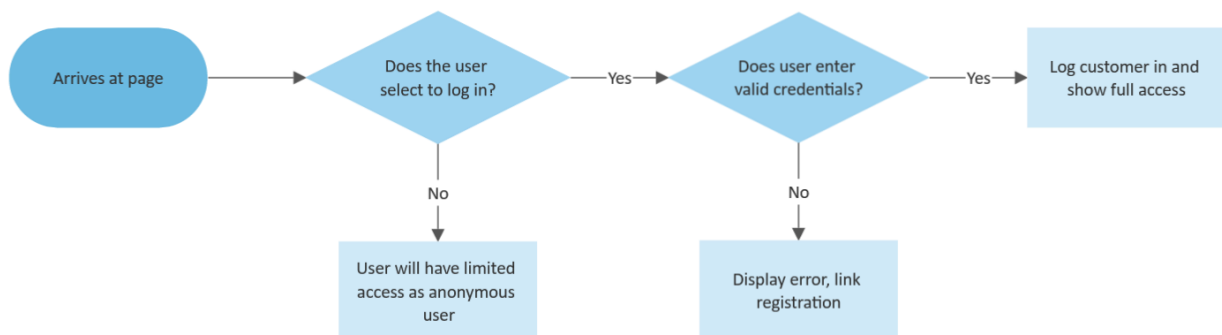 Arrives at page
Does the user
select to log in?
Yes
Does user enter
valid credentials?
Yes
Log customer in and
show full access
No
No
User will have limited
access as anonymous
user
Display error, link
registration